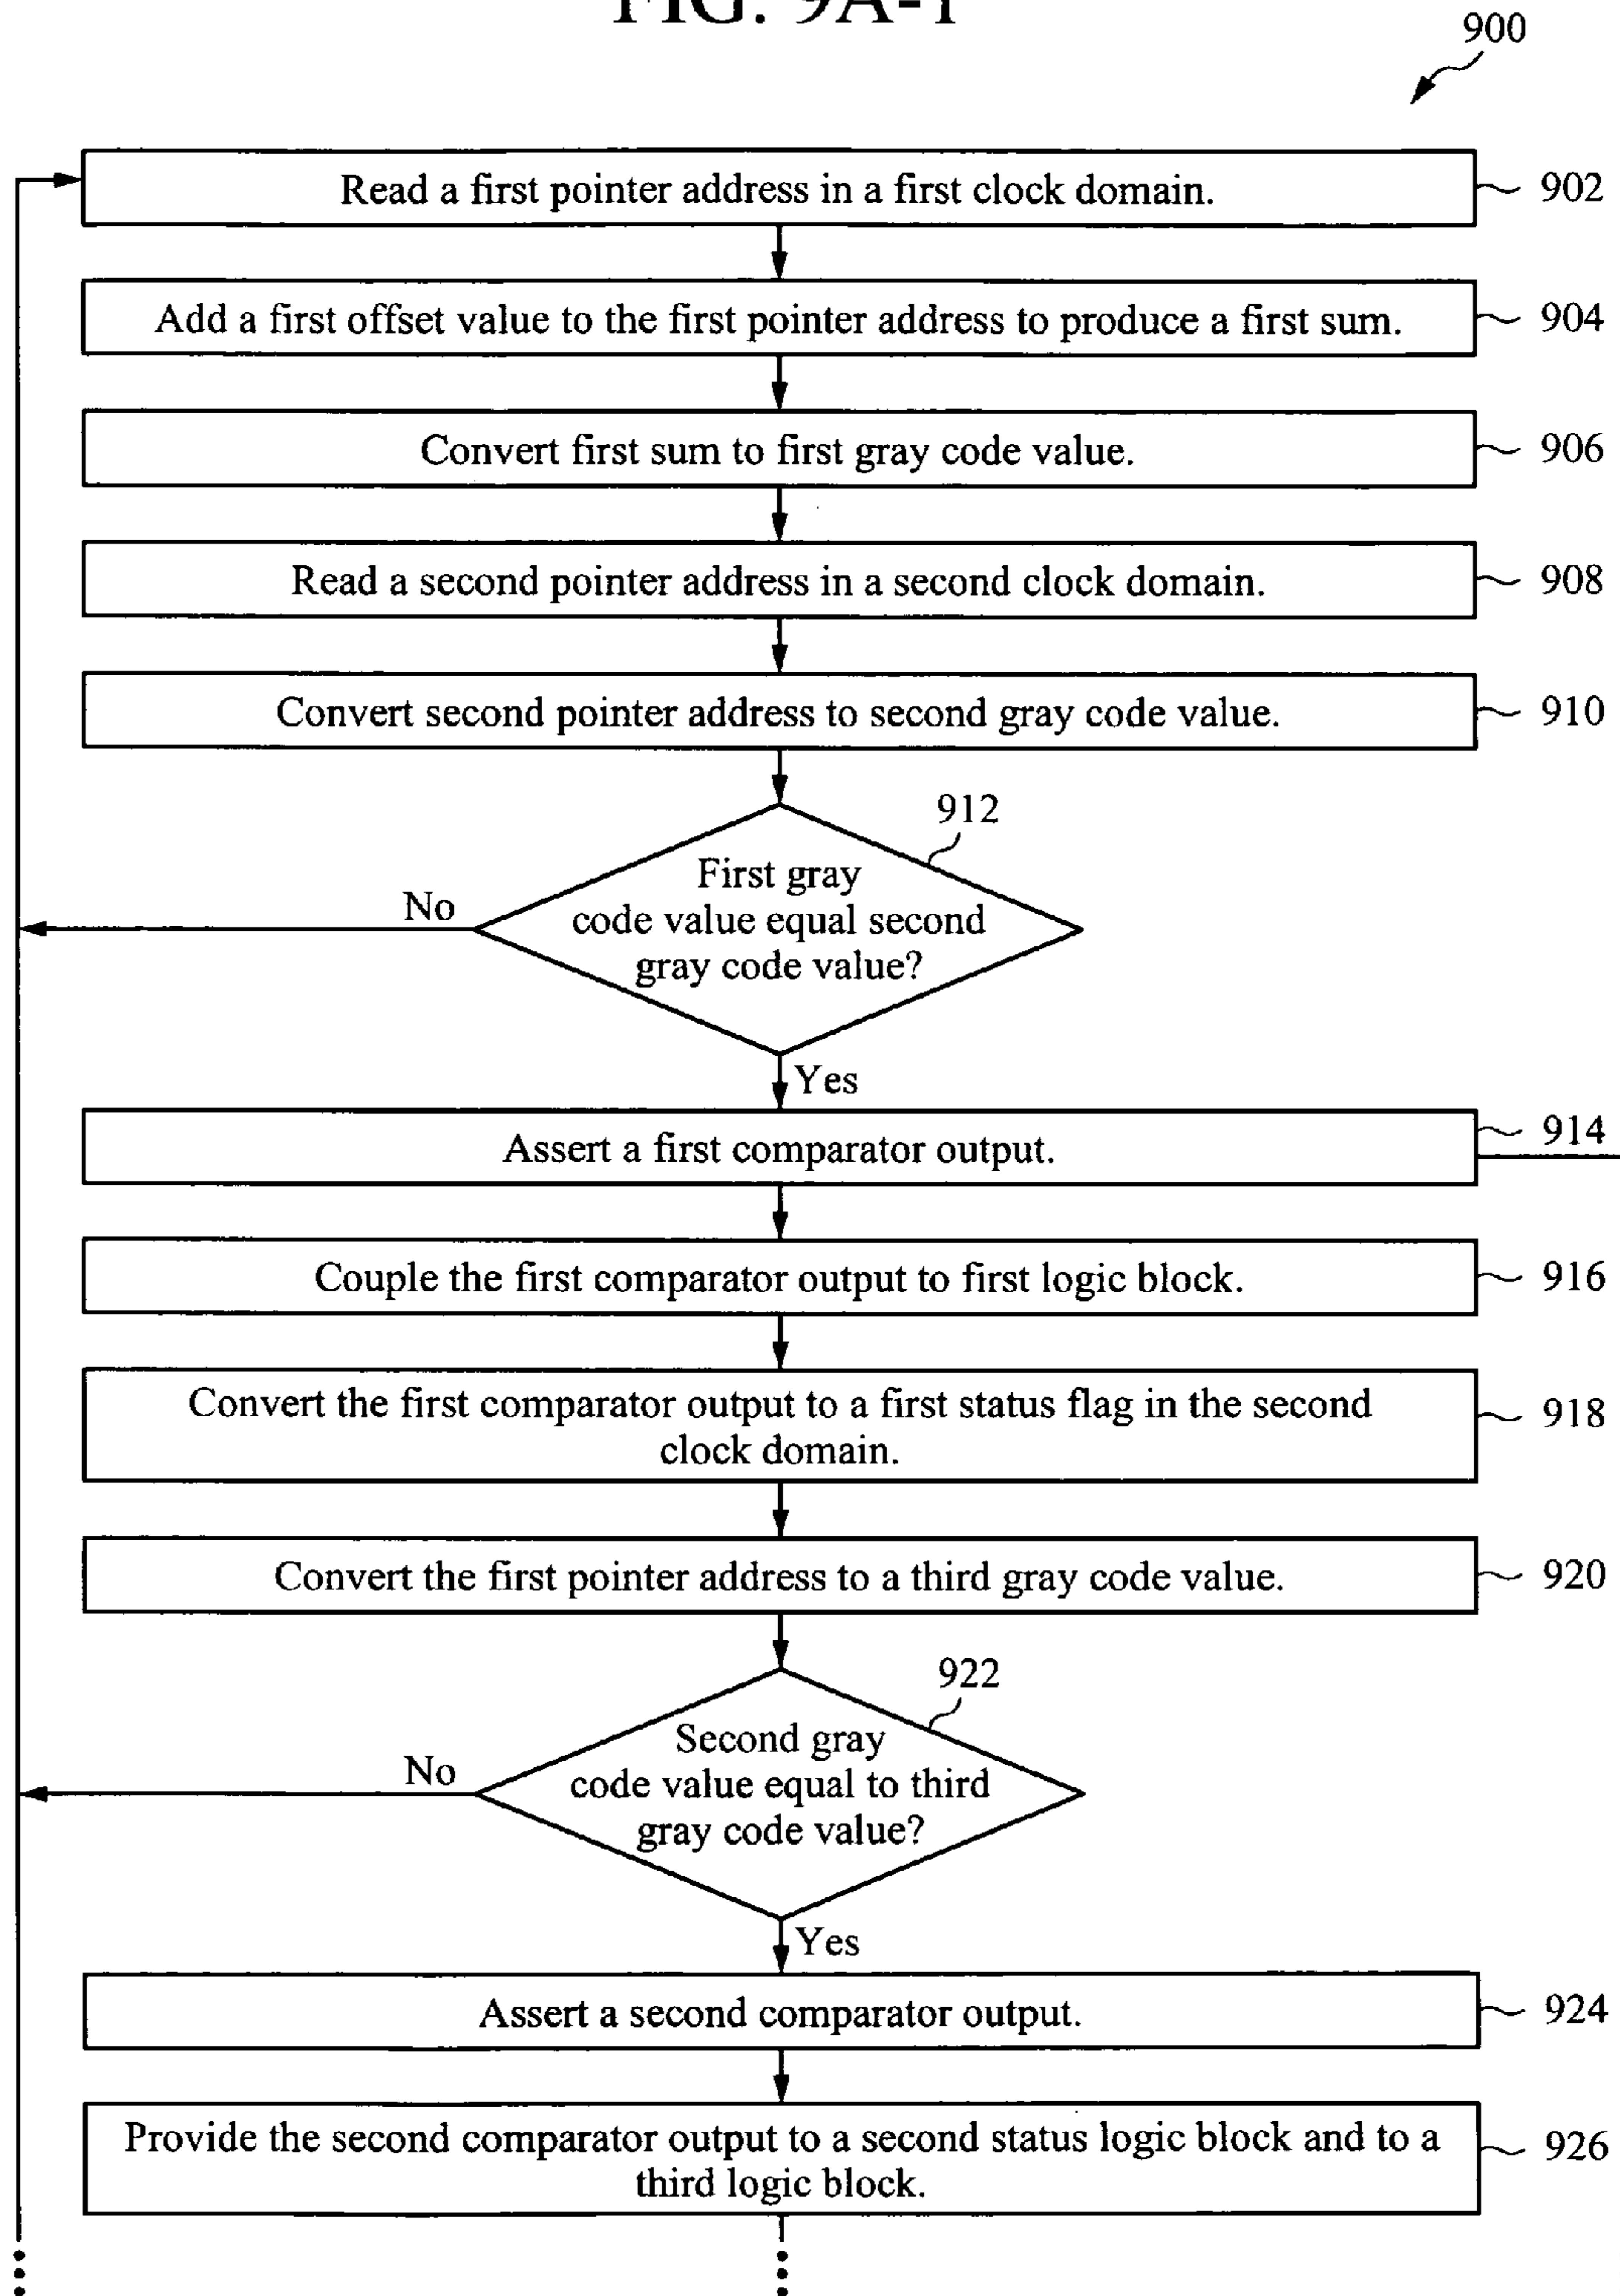 FIG. 9A-1
900
Read a first pointer address in a first clock domain.
902
Add a first offset value to the first pointer address to produce a first sum.
904
Convert first sum to first gray code value.
906
Read a second pointer address in a second clock domain.
908
Convert second pointer address to second gray code value.
910
912
First gray
code value equal second
gray code value?
No
Yes
Assert a first comparator output.
914
Couple the first comparator output to first logic block.
916
Convert the first comparator output to a first status flag in the second
clock domain.
918
Convert the first pointer address to a third gray code value.
920
922
Second gray
code value equal to third
gray code value?
No
Yes
Assert a second comparator output.
924
Provide the second comparator output to a second status logic block and to a
third logic block.
926